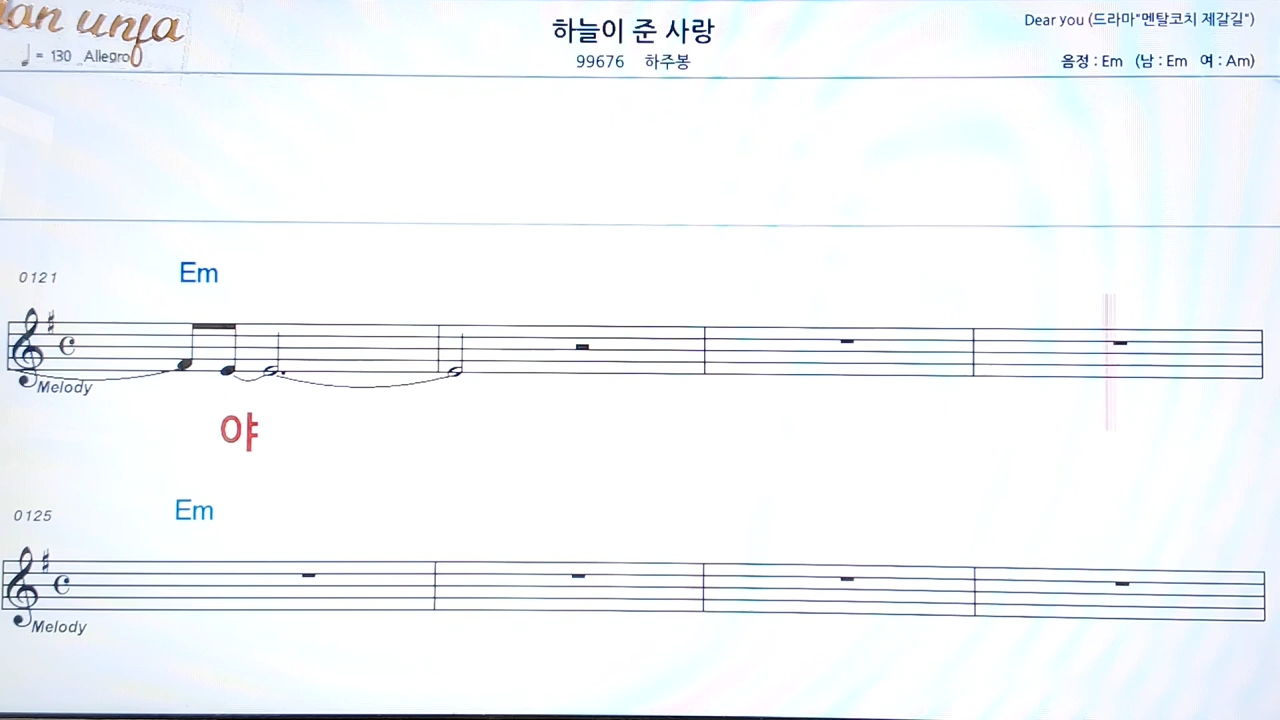 ♩ = 130 Allegro
하늘이 준 사랑
99676 하주봉
Dear you (드라마"멘탈코치 제갈길")
음정 : Em (남 : Em 여 : Am)
0121
Em
Melody
야
0125
Em
Melody